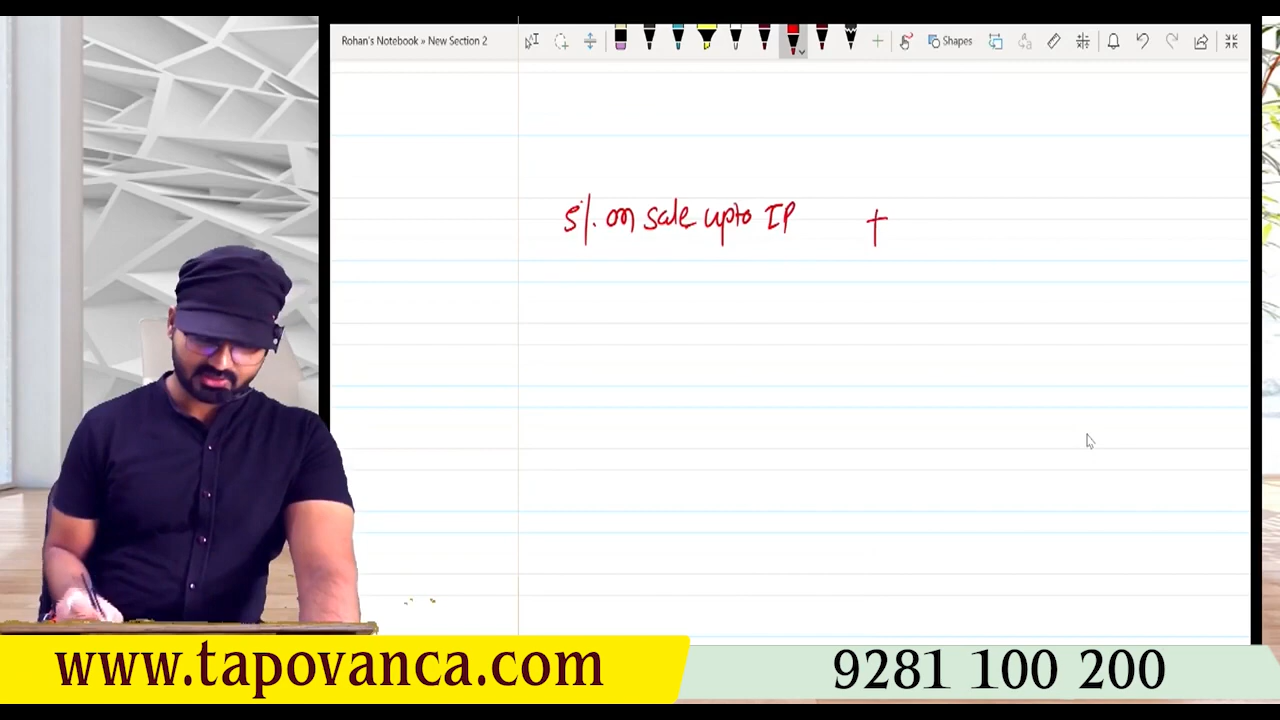 Rohan's Notebook » New Section 2
Shapes
5% on sale upto IP +
www.tapovanca.com
9281 100 200